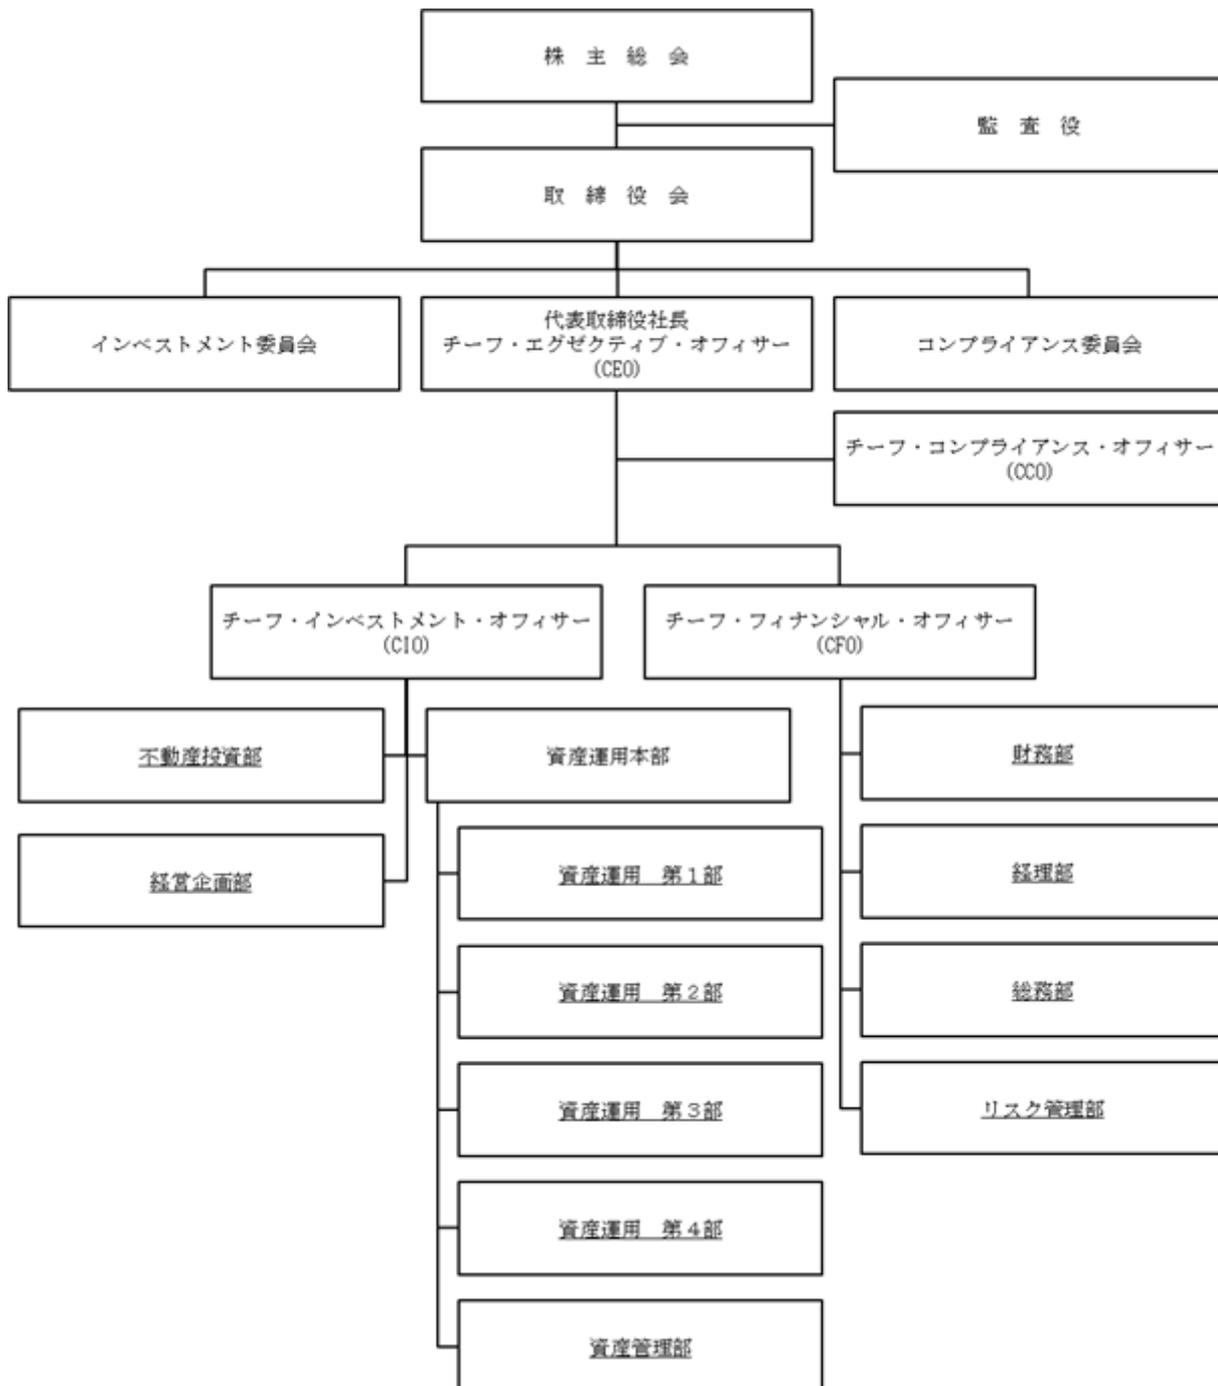 株 主 総 会
監 査 役
取 締 役 会
インベストメント委員会
代表取締役社長
チーフ・エグゼクティブ・オフィサー
(CEO)
コンプライアンス委員会
チーフ・コンプライアンス・オフィサー
(CCO)
チーフ・インベストメント・オフィサー
(CIO)
チーフ・フィナンシャル・オフィサー
(CFO)
不動産投資部
資産運用本部
財務部
経営企画部
資産運用 第1部
経理部
資産運用 第2部
総務部
資産運用 第3部
リスク管理部
資産運用 第4部
資産管理部